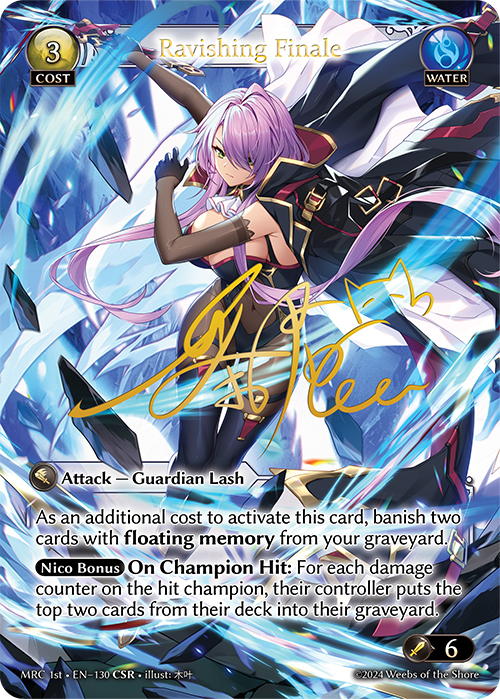 Ravishing Finale
3
COST
WATER
Attack — Guardian Lash
As an additional cost to activate this card, banish two
cards with floating memory from your graveyard.
Nico Bonus On Champion Hit: For each damage
counter on the hit champion, their controller puts the
top two cards from their deck into their graveyard.
6
MRC 1st • EN–130 CSR • illust: 木叶
©2024 Weebs of the Shore